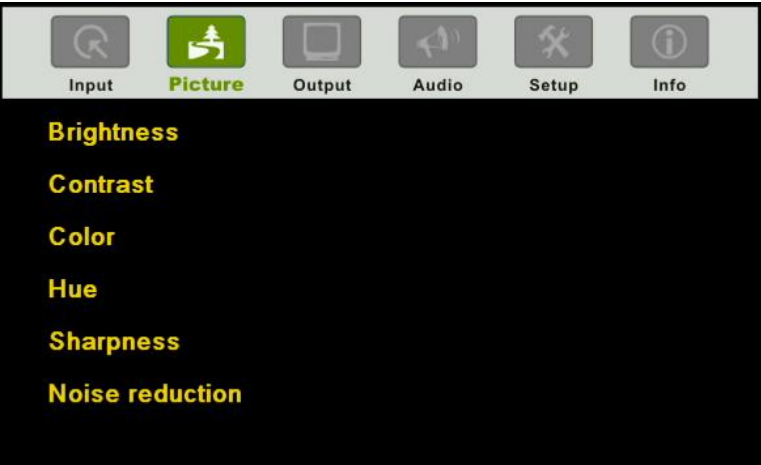 Input Picture Output Audio Setup Info
Brightness
Contrast
Color
Hue
Sharpness
Noise reduction